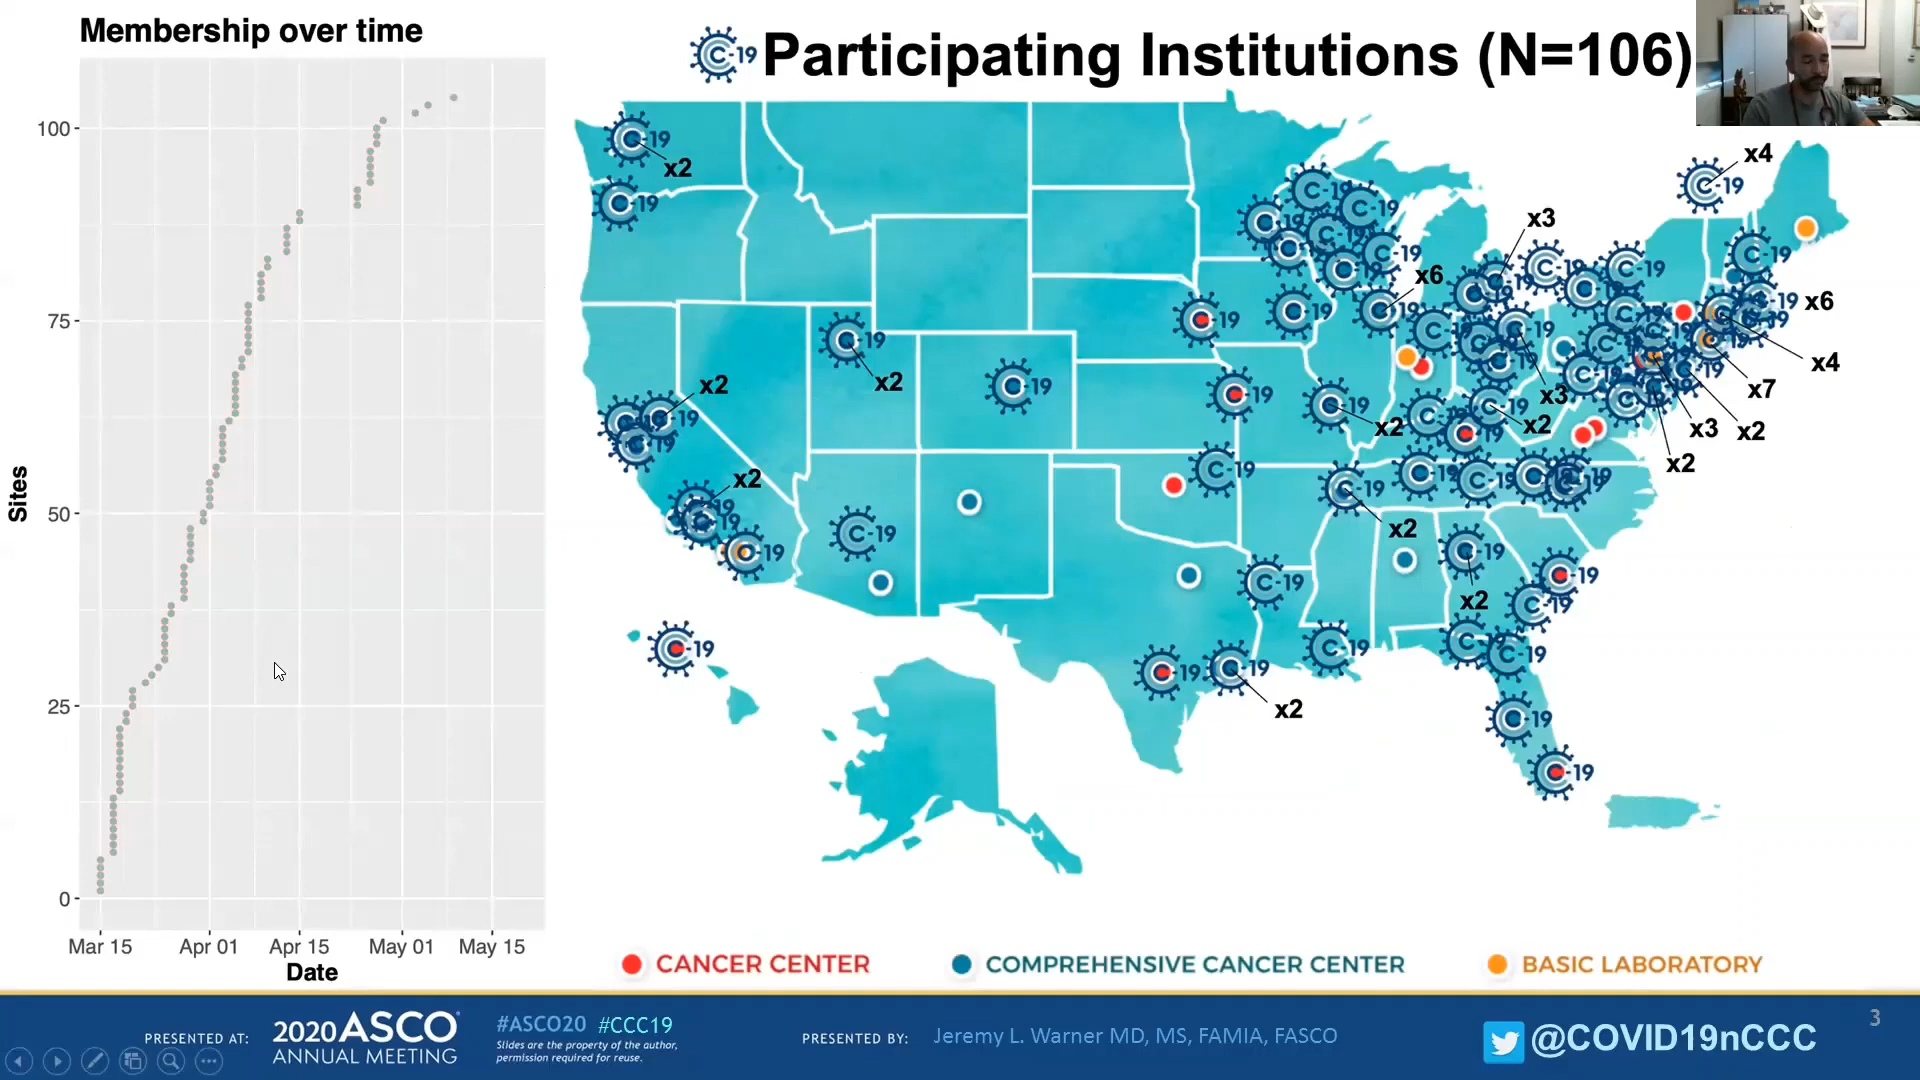 Membership over time
C-19 Participating Institutions (N=106)
Sites
100
75
50
25
0
Mar 15
Apr 01
Apr 15
May 01
May 15
Date
x2
x4
x3
x6
x6
x2
x2
x4
x7
x3
x2
x2
x3
x2
x2
x2
x2
x2
x2
x2
CANCER CENTER
COMPREHENSIVE CANCER CENTER
BASIC LABORATORY
PRESENTED AT:
2020 ASCO
ANNUAL MEETING
#ASCO20 #CCC19
Slides are the property of the author,
permission required for reuse.
PRESENTED BY:
Jeremy L. Warner MD, MS, FAMIA, FASCO
@COVID19nCCC
3